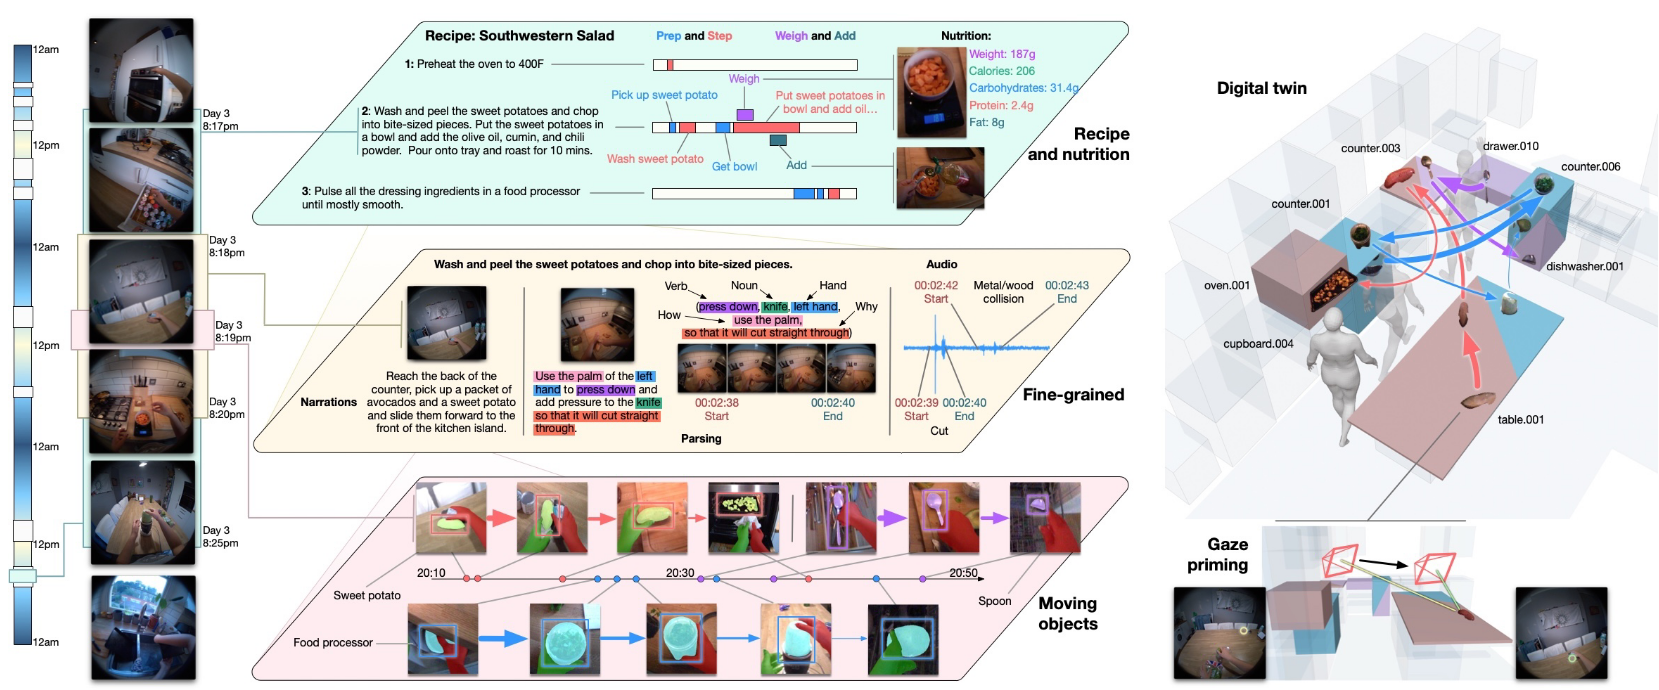 12am
12pm
12am
12pm
12am
12pm
12am
Day 3
8:17pm
Day 3
8:18pm
Day 3
8:19pm
Day 3
8:20pm
Day 3
8:25pm
Recipe: Southwestern Salad
Prep and Step
Weigh and Add
Nutrition:
1: Preheat the oven to 400F
Weigh
Pick up sweet potato
Put sweet potatoes in
bowl and add oil...
2: Wash and peel the sweet potatoes and chop
into bite-sized pieces. Put the sweet potatoes in
a bowl and add the olive oil, cumin, and chili
powder. Pour onto tray and roast for 10 mins.
Wash sweet potato
Get bowl
Add
3: Pulse all the dressing ingredients in a food processor
until mostly smooth.
Weight: 187g
Calories: 206
Carbohydrates: 31.4g
Protein: 2.4g
Fat: 8g
Recipe
and nutrition
Wash and peel the sweet potatoes and chop into bite-sized pieces.
Audio
Narrations
Reach the back of the
counter, pick up a packet of
avocados and a sweet potato
and slide them forward to the
front of the kitchen island.
Use the palm of the left
hand to press down and
add pressure to the knife
so that it will cut straight
through.
Verb
Noun
Hand
How
Why
(press down, knife, left hand,
use the palm,
so that it will cut straight through)
00:02:38
Start
00:02:40
End
Parsing
00:02:42
Start
Metal/wood
collision
00:02:43
End
00:02:39
Start
00:02:40
End
Cut
Fine-grained
20:10
20:30
20:50
Sweet potato
Spoon
Food processor
Moving
objects
Digital twin
counter.003
drawer.010
counter.006
counter.001
dishwasher.001
oven.001
cupboard.004
table.001
Gaze
priming